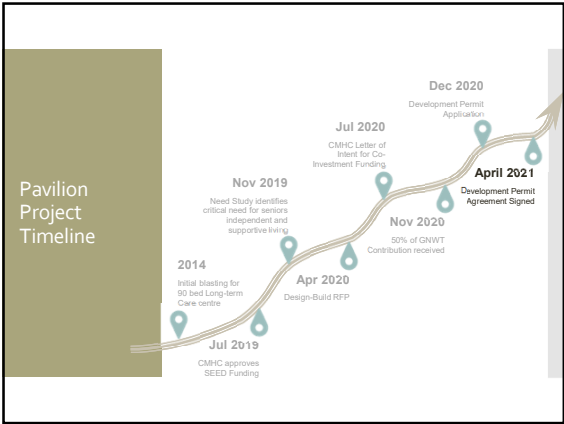 Pavilion
Project
Timeline
2014
Initial blasting for
90 bed Long-term
Care centre
Jul 2019
CMHC approves
SEED Funding
Nov 2019
Need Study identifies
critical need for seniors
independent and
supportive living
Apr 2020
Design-Build RFP
Jul 2020
CMHC Letter of
Intent for Co-
Investment Funding
Nov 2020
50% of GNWT
Contribution received
Dec 2020
Development Permit
Application
April 2021
Development Permit
Agreement Signed